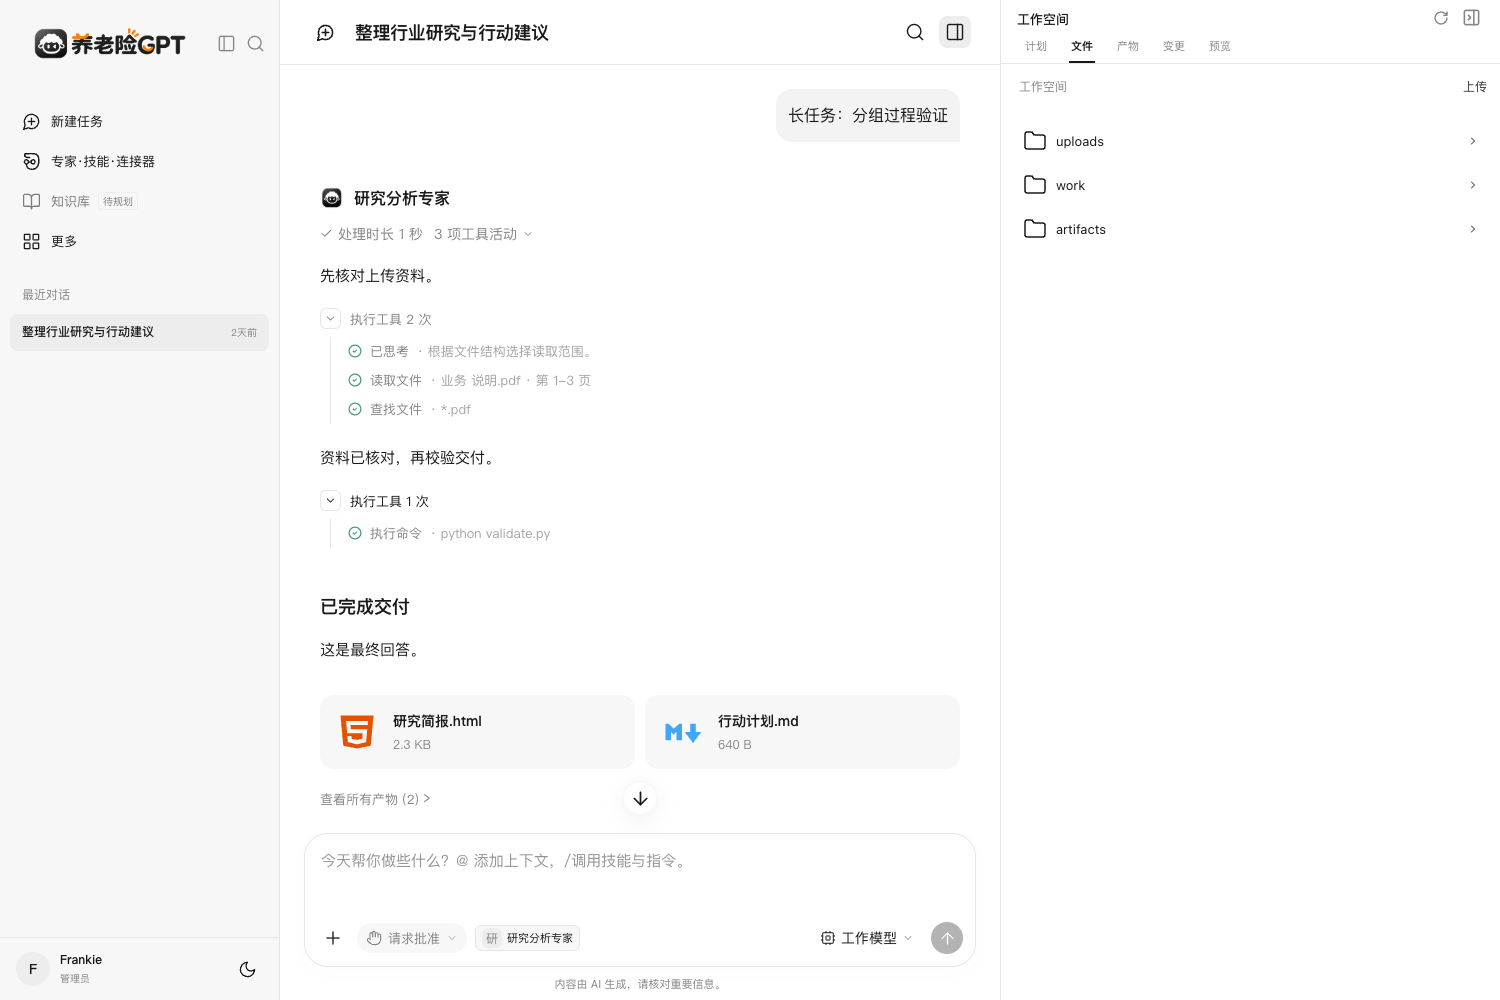 养老险GPT
新建任务
专家·技能·连接器
知识库 待规划
更多
最近对话
整理行业研究与行动建议 2天前
F
Frankie
管理员
整理行业研究与行动建议
长任务：分组过程验证
研究分析专家
处理时长 1 秒 3 项工具活动
先核对上传资料。
执行工具 2 次
已思考 · 根据文件结构选择读取范围。
读取文件 · 业务 说明.pdf · 第 1–3 页
查找文件 · *.pdf
资料已核对，再校验交付。
执行工具 1 次
执行命令 · python validate.py
已完成交付
这是最终回答。
研究简报.html
2.3 KB
行动计划.md
640 B
查看所有产物 (2) >
今天帮你做些什么？@ 添加上下文，/调用技能与指令。
请求批准
研 研究分析专家
工作模型
内容由 AI 生成，请核对重要信息。
工作空间
计划 文件 产物 变更 预览
工作空间 上传
uploads
work
artifacts